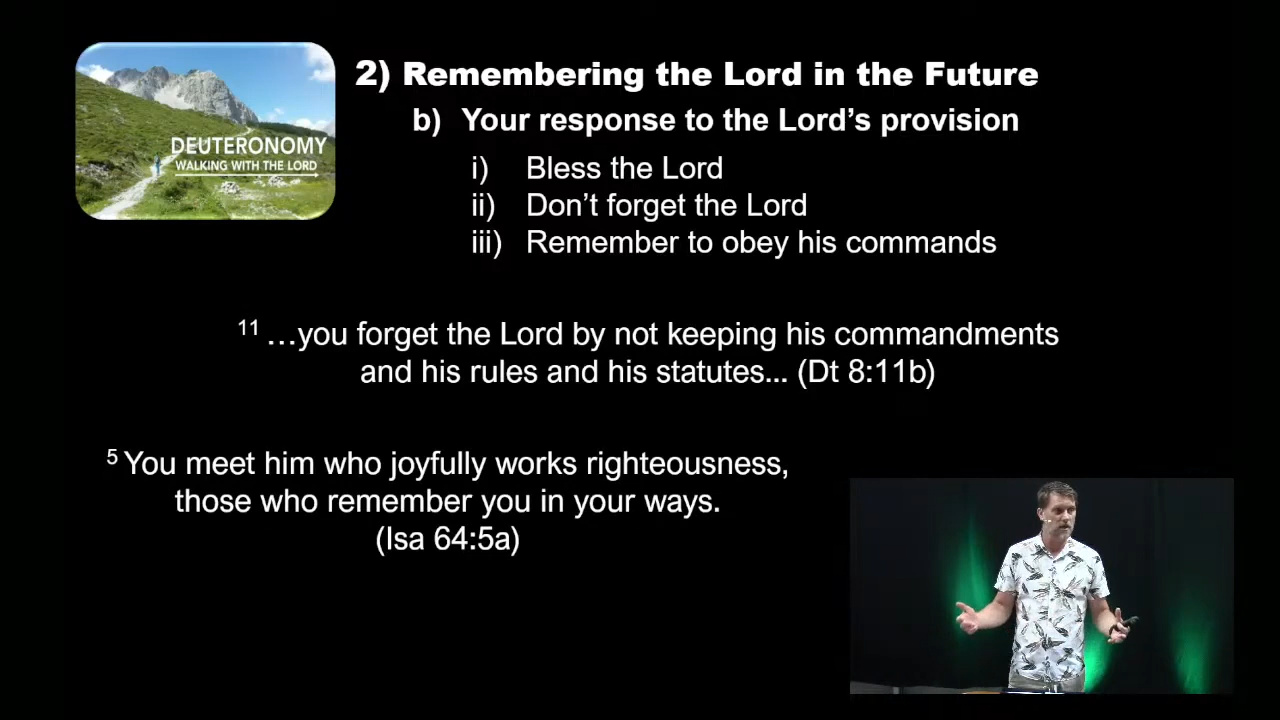 DEUTERONOMY
WALKING WITH THE LORD
2) Remembering the Lord in the Future
b) Your response to the Lord’s provision
i) Bless the Lord
ii) Don’t forget the Lord
iii) Remember to obey his commands
11 …you forget the Lord by not keeping his commandments
and his rules and his statutes... (Dt 8:11b)
5 You meet him who joyfully works righteousness,
those who remember you in your ways.
(Isa 64:5a)